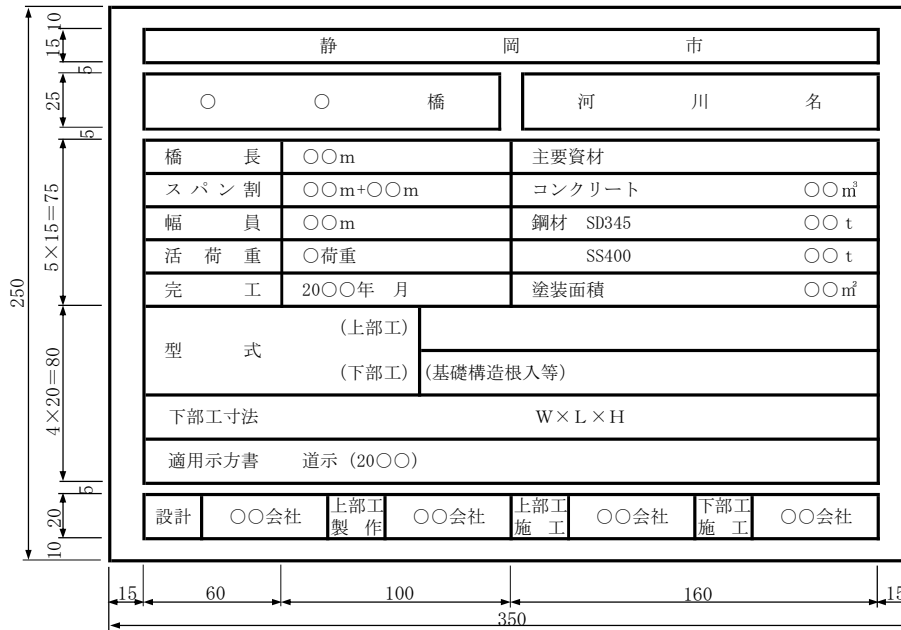 静 岡 市
○ ○ 橋 河 川 名
橋 長 ○○m 主要資材
スパン割 ○○m+○○m コンクリート ○○㎥
幅 員 ○○m 鋼材 SD345 ○○ t
活 荷 重 ○荷重 SS400 ○○ t
完 工 20○○年 月 塗装面積 ○○㎡
型 式 (上部工)
(下部工) (基礎構造根入等)
下部工寸法 W×L×H
適用示方書 道示 (20○○)
設計 ○○会社 上部工 製作 ○○会社 上部工 施工 ○○会社 下部工 施工 ○○会社
10
15
5
25
5
5×15=75
250
4×20=80
5
20
10
15 60 100 160 15
350